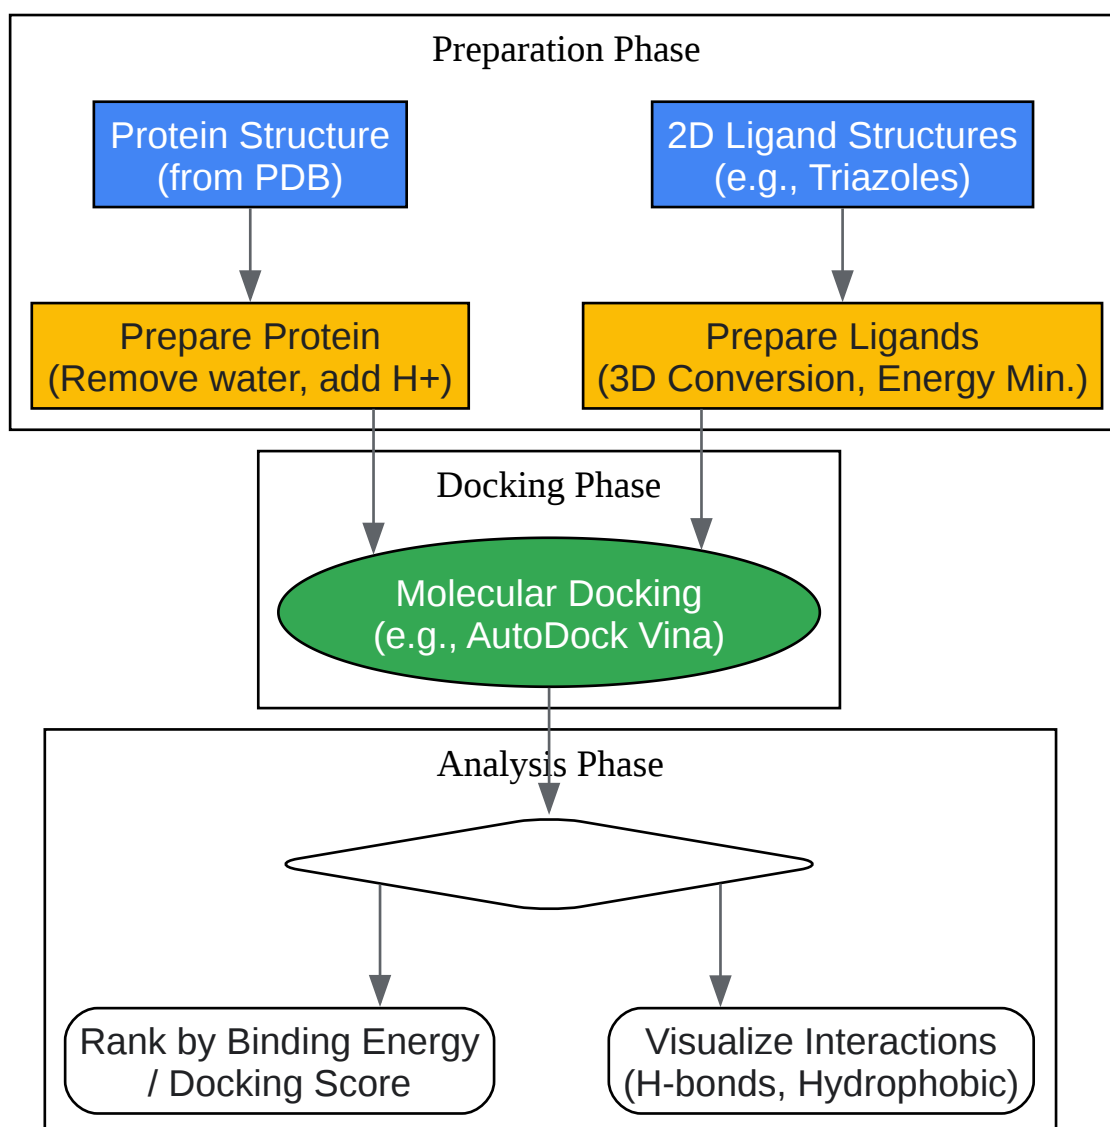 Preparation Phase
Protein Structure
(from PDB)
2D Ligand Structures
(e.g., Triazoles)
Prepare Protein
(Remove water, add H+)
Prepare Ligands
(3D Conversion, Energy Min.)
Docking Phase
Molecular Docking
(e.g., AutoDock Vina)
Analysis Phase
Rank by Binding Energy
/ Docking Score
Visualize Interactions
(H-bonds, Hydrophobic)